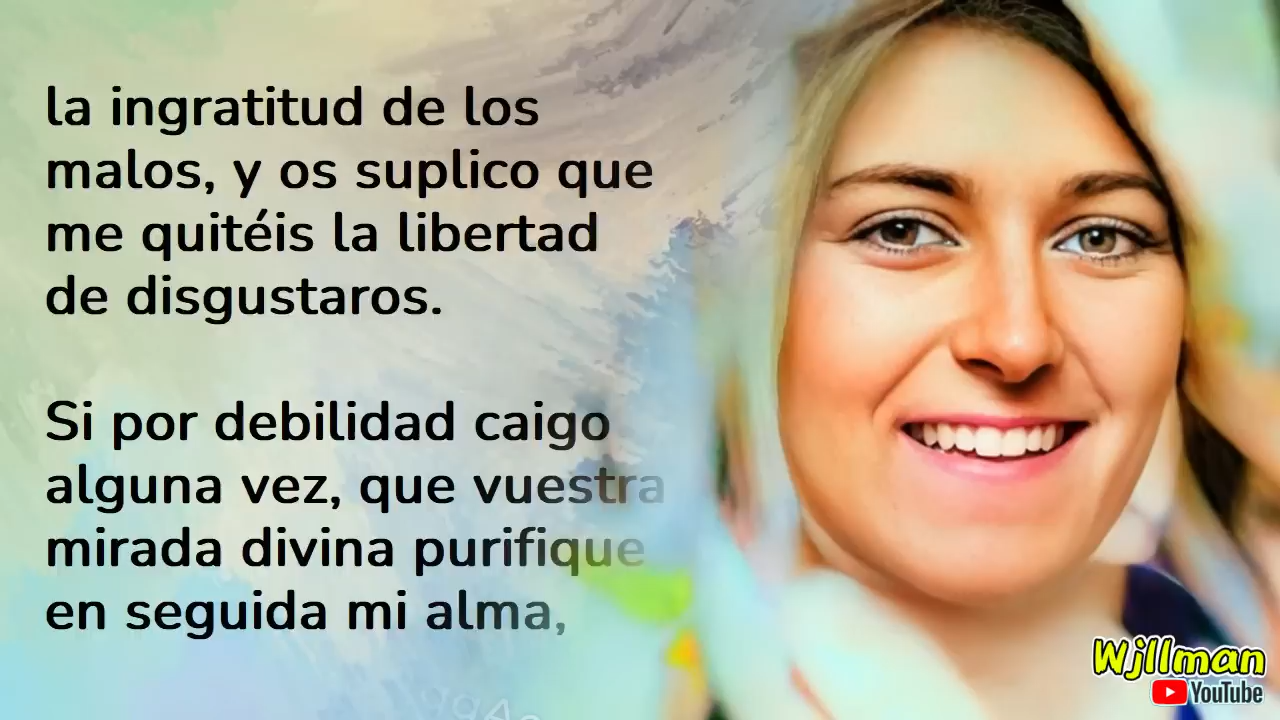 la ingratitud de los
malos, y os suplico que
me quitéis la libertad
de disgustaros.
Si por debilidad caigo
alguna vez, que vuestra
mirada divina purifique
en seguida mi alma,
Wjllman
YouTube